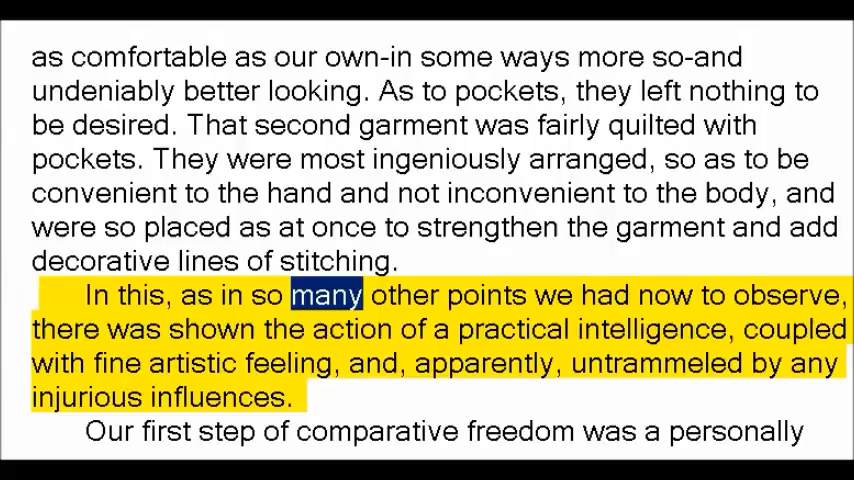 as comfortable as our own-in some ways more so-and
undeniably better looking. As to pockets, they left nothing to
be desired. That second garment was fairly quilted with
pockets. They were most ingeniously arranged, so as to be
convenient to the hand and not inconvenient to the body, and
were so placed as at once to strengthen the garment and add
decorative lines of stitching.
In this, as in so many other points we had now to observe,
there was shown the action of a practical intelligence, coupled
with fine artistic feeling, and, apparently, untrammeled by any
injurious influences.
Our first step of comparative freedom was a personally